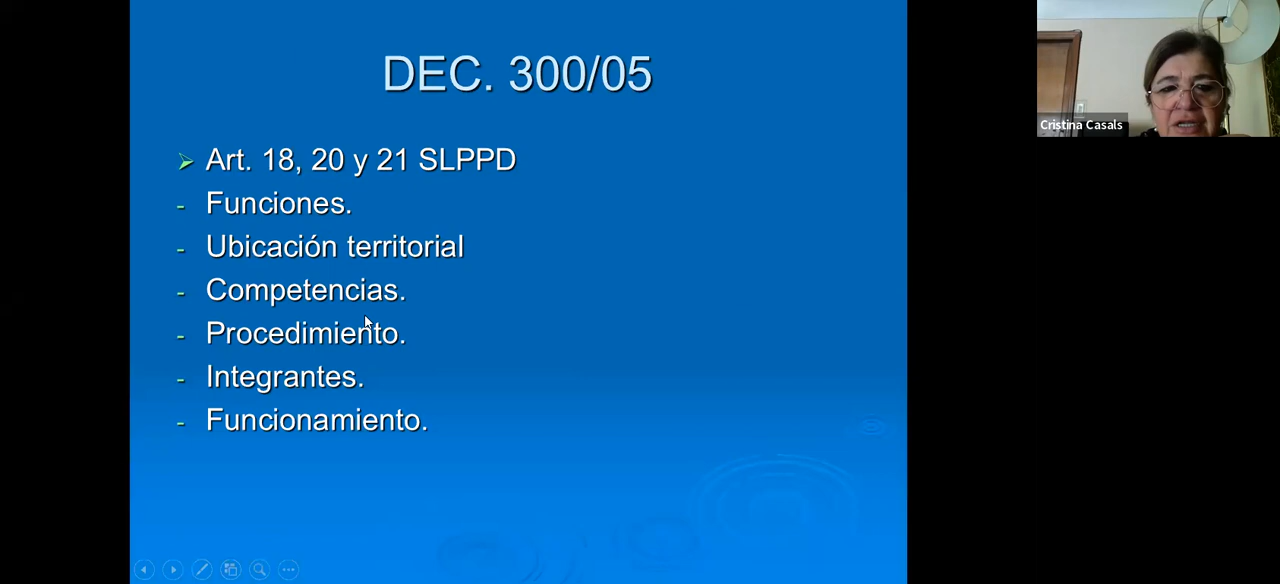 DEC. 300/05
Art. 18, 20 y 21 SLPPD
- Funciones.
- Ubicación territorial
- Competencias.
- Procedimiento.
- Integrantes.
- Funcionamiento.
Cristina Casals